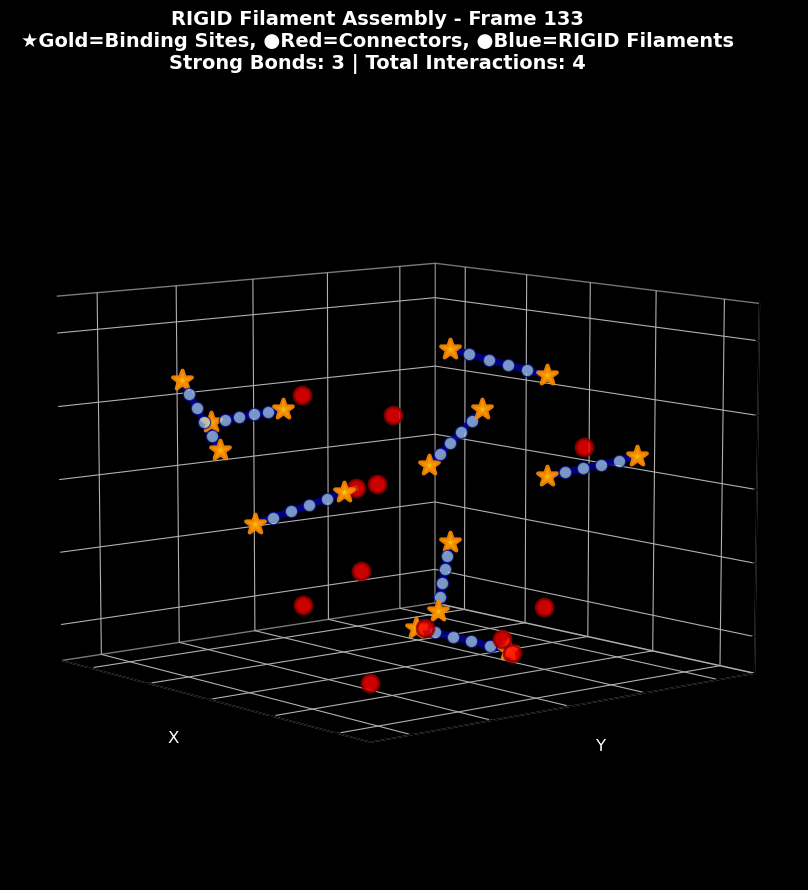 RIGID Filament Assembly - Frame 133
★Gold=Binding Sites, ●Red=Connectors, ●Blue=RIGID Filaments
Strong Bonds: 3 | Total Interactions: 4
X
Y